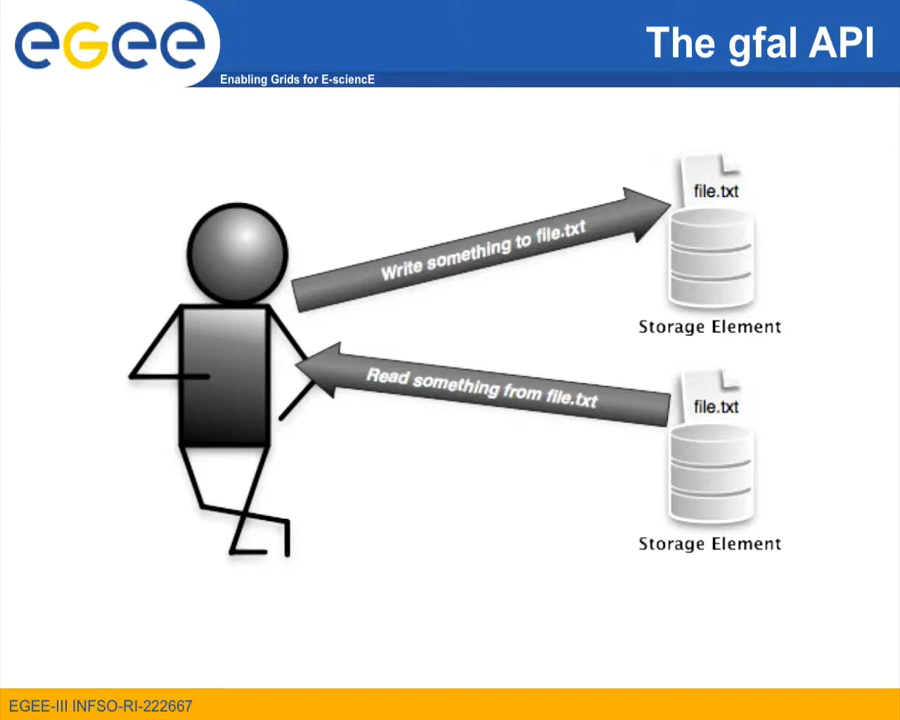 eGee
Enabling Grids for E-sciencE
The gfal API
file.txt
Write something to file.txt
Storage Element
Read something from file.txt
file.txt
Storage Element
EGEE-III INFSO-RI-222667